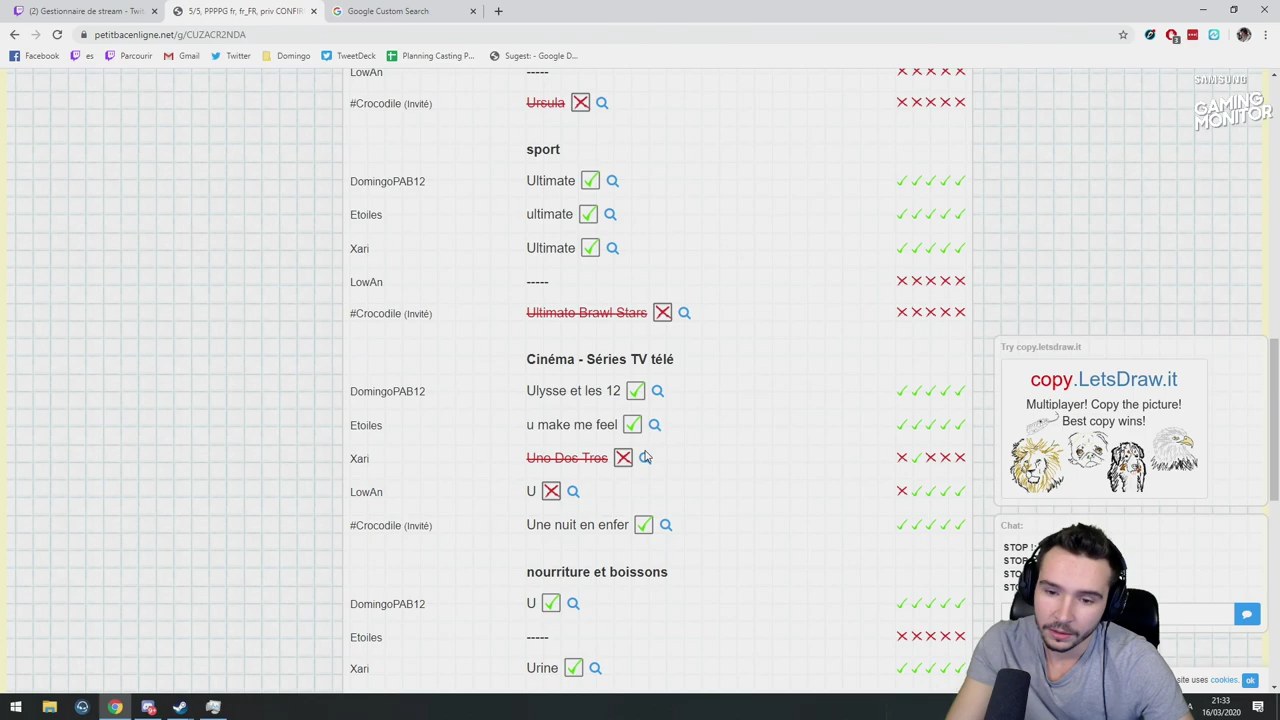 (2) Gestionnaire de stream - Twit
5/5, PPPPG fr, fr_FR, priv CONFIR
Google Custom Search
petitbacenligne.net/g/CUZACR2NDA
Facebook
es
Parcourir
Gmail
Twitter
Domingo
TweetDeck
Planning Casting P...
Sugest: - Google D...
SAMSUNG
GAMING
MONITOR
LowAn -----
#Crocodile (Invité) Ursula
sport
DomingoPAB12 Ultimate
Etoiles ultimate
Xari Ultimate
LowAn -----
#Crocodile (Invité) Ultimate Brawl Stars
Cinéma - Séries TV télé
DomingoPAB12 Ulysse et les 12
Etoiles u make me feel
Xari Uno Dos Tros
LowAn U
#Crocodile (Invité) Une nuit en enfer
nourriture et boissons
DomingoPAB12 U
Etoiles -----
Xari Urine
Try copy.letsdraw.it
copy.LetsDraw.it
Multiplayer! Copy the picture!
Best copy wins!
Chat:
STOP !
site uses cookies. ok
21:33
16/03/2020